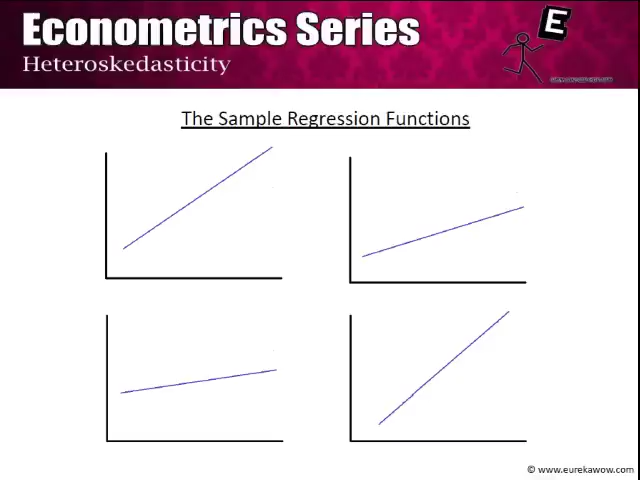 Econometrics Series
Heteroskedasticity
E
The Sample Regression Functions
© www.eurekawow.com